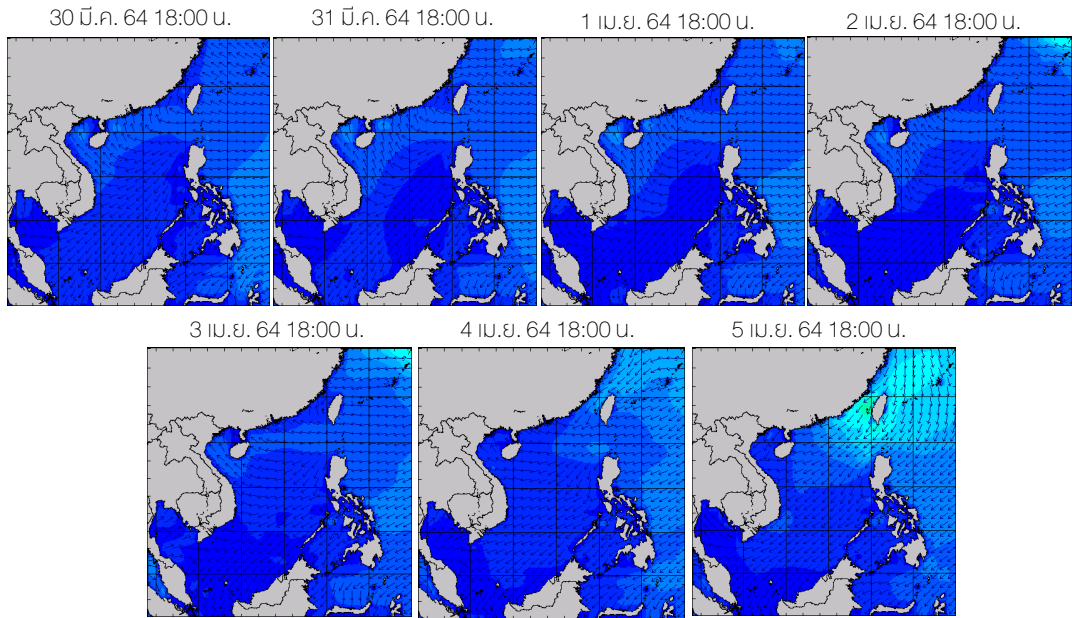 30 มี.ค. 64 18:00 น.
31 มี.ค. 64 18:00 น.
1 เม.ย. 64 18:00 น.
2 เม.ย. 64 18:00 น.
3 เม.ย. 64 18:00 น.
4 เม.ย. 64 18:00 น.
5 เม.ย. 64 18:00 น.